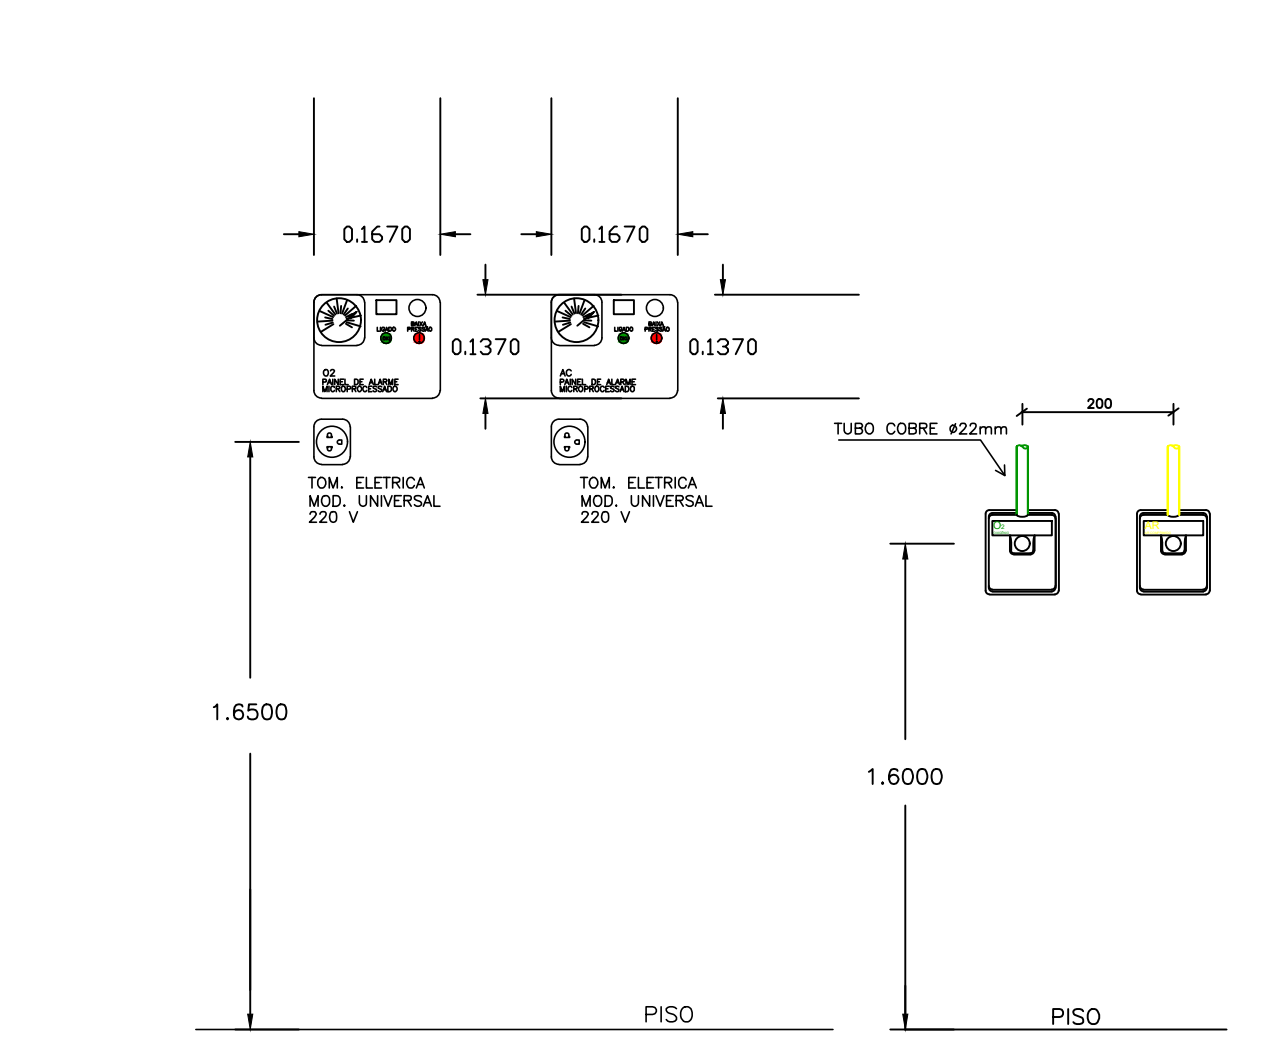 0.1670
0.1670
LIGADO
BAIXA
PRESSÃO
0.1370
O2
PAINEL DE ALARME
MICROPROCESSADO
LIGADO
BAIXA
PRESSÃO
0.1370
AC
PAINEL DE ALARME
MICROPROCESSADO
TOM. ELETRICA
MOD. UNIVERSAL
220 V
TOM. ELETRICA
MOD. UNIVERSAL
220 V
200
TUBO COBRE Ø22mm
O2
AR
1.6500
1.6000
PISO
PISO